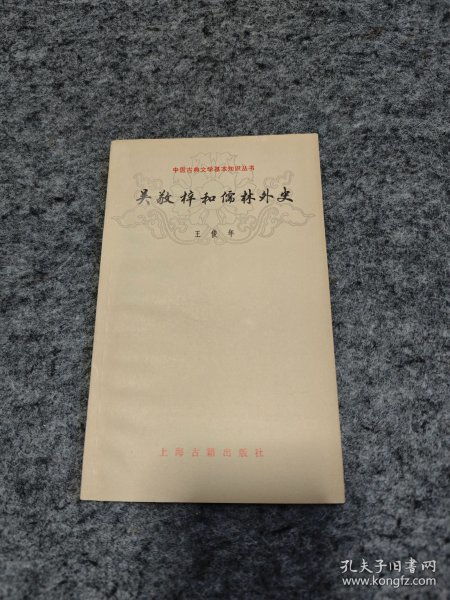 中国古典文学基本知识丛书
吴敬梓和儒林外史
王俊年
上海古籍出版社
孔夫子旧书网
www.kongfz.com